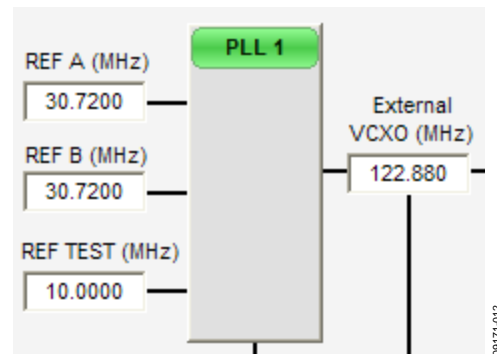 PLL 1
REF A (MHz)
30.7200
External
VCXO (MHz)
REF B (MHz)
122.880
30.7200
REF TEST (MHz)
10.0000